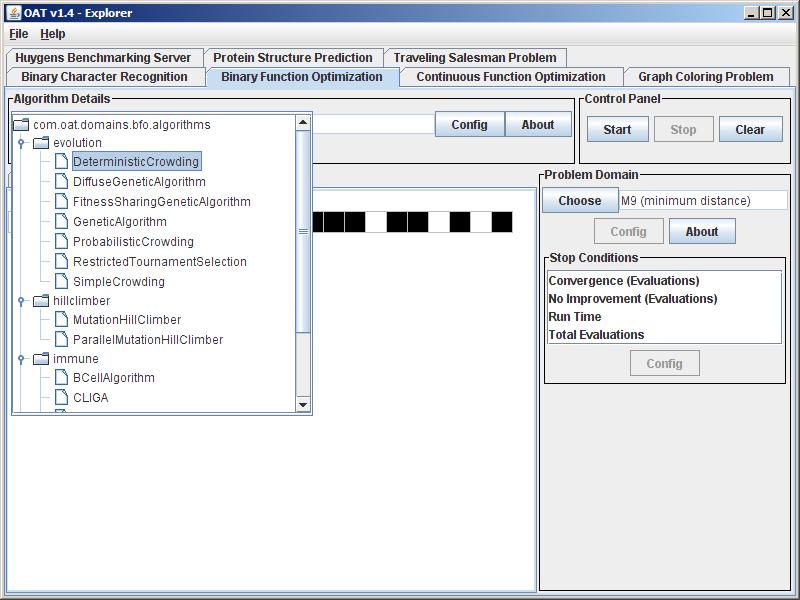 OAT v1.4 - Explorer
File Help
Huygens Benchmarking Server Protein Structure Prediction Traveling Salesman Problem
Binary Character Recognition Binary Function Optimization Continuous Function Optimization Graph Coloring Problem
Algorithm Details
Config About
com.oat.domains.bfo.algorithms
evolution
DeterministicCrowding
DiffuseGeneticAlgorithm
FitnessSharingGeneticAlgorithm
GeneticAlgorithm
ProbabilisticCrowding
RestrictedTournamentSelection
SimpleCrowding
hillclimber
MutationHillClimber
ParallelMutationHillClimber
immune
BCellAlgorithm
CLIGA
Control Panel
Start Stop Clear
Problem Domain
Choose M9 (minimum distance)
Config About
Stop Conditions
Convergence (Evaluations)
No Improvement (Evaluations)
Run Time
Total Evaluations
Config